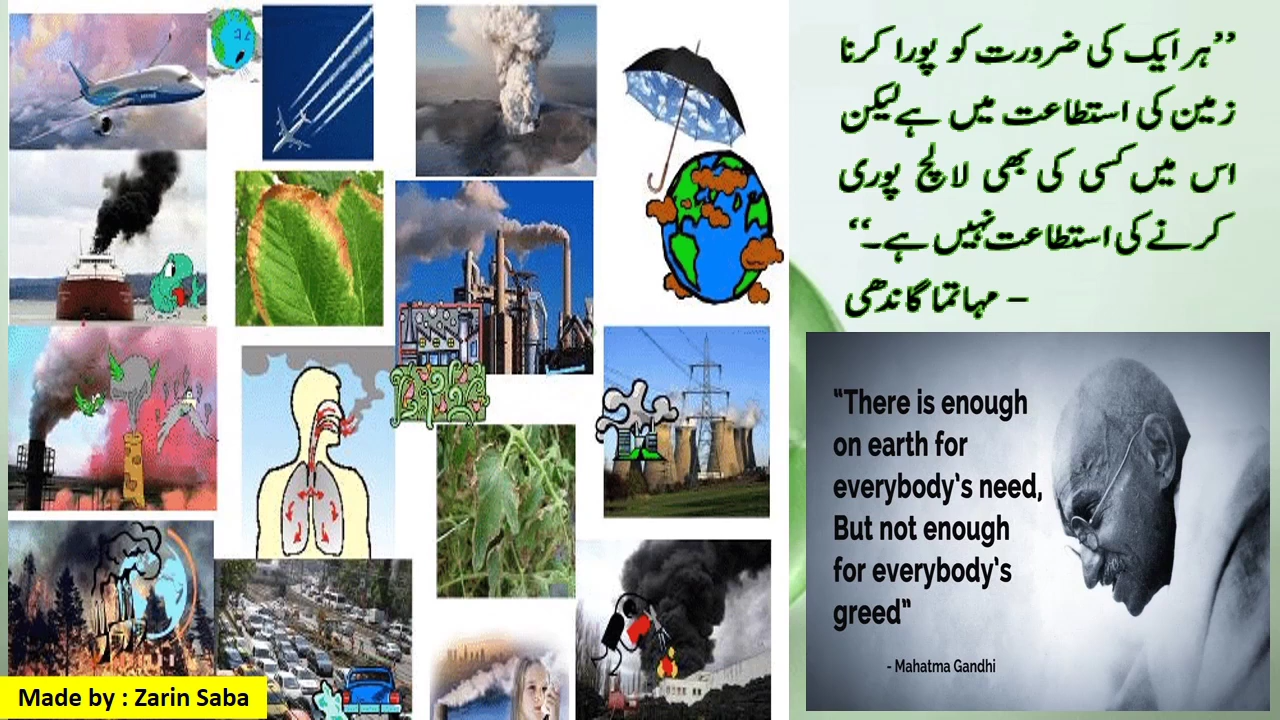 ’’ہر ایک کی ضرورت کو پورا کرنا
زمین کی استطاعت میں ہے لیکن
اس میں کسی کی بھی لالچ پوری
کرنے کی استطاعت نہیں ہے۔‘‘
– مہاتما گاندھی
“There is enough
on earth for
everybody's need,
But not enough
for everybody's
greed”
- Mahatma Gandhi
Made by : Zarin Saba